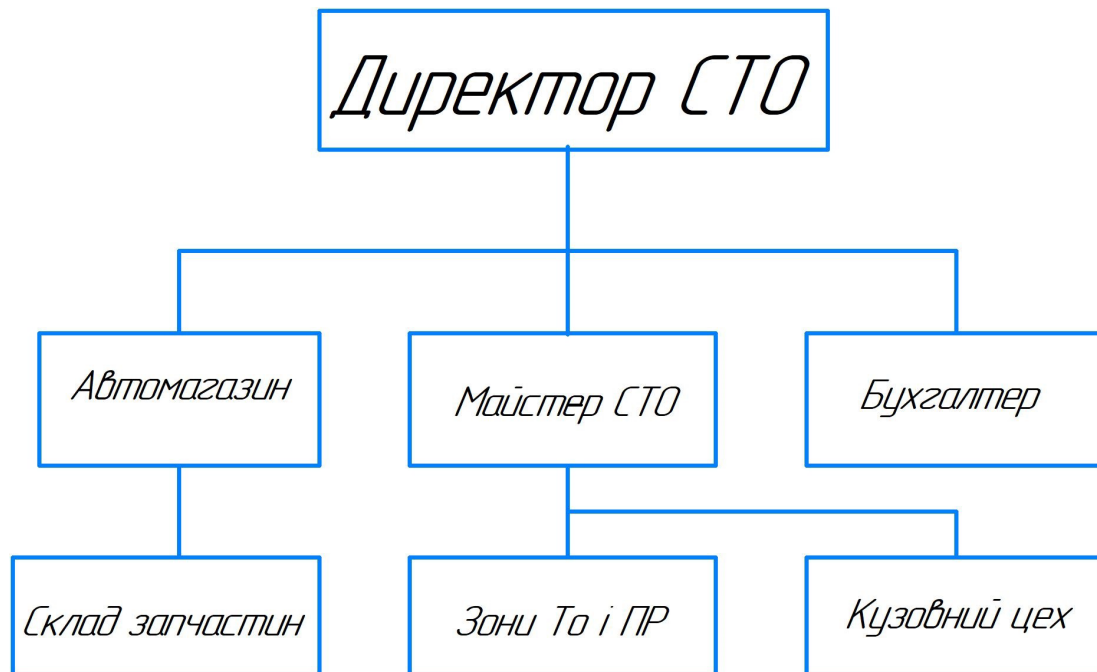 Директор СТО
Автомагазин
Майстер СТО
Бухгалтер
Склад запчастин
Зони То і ПР
Кузовний цех